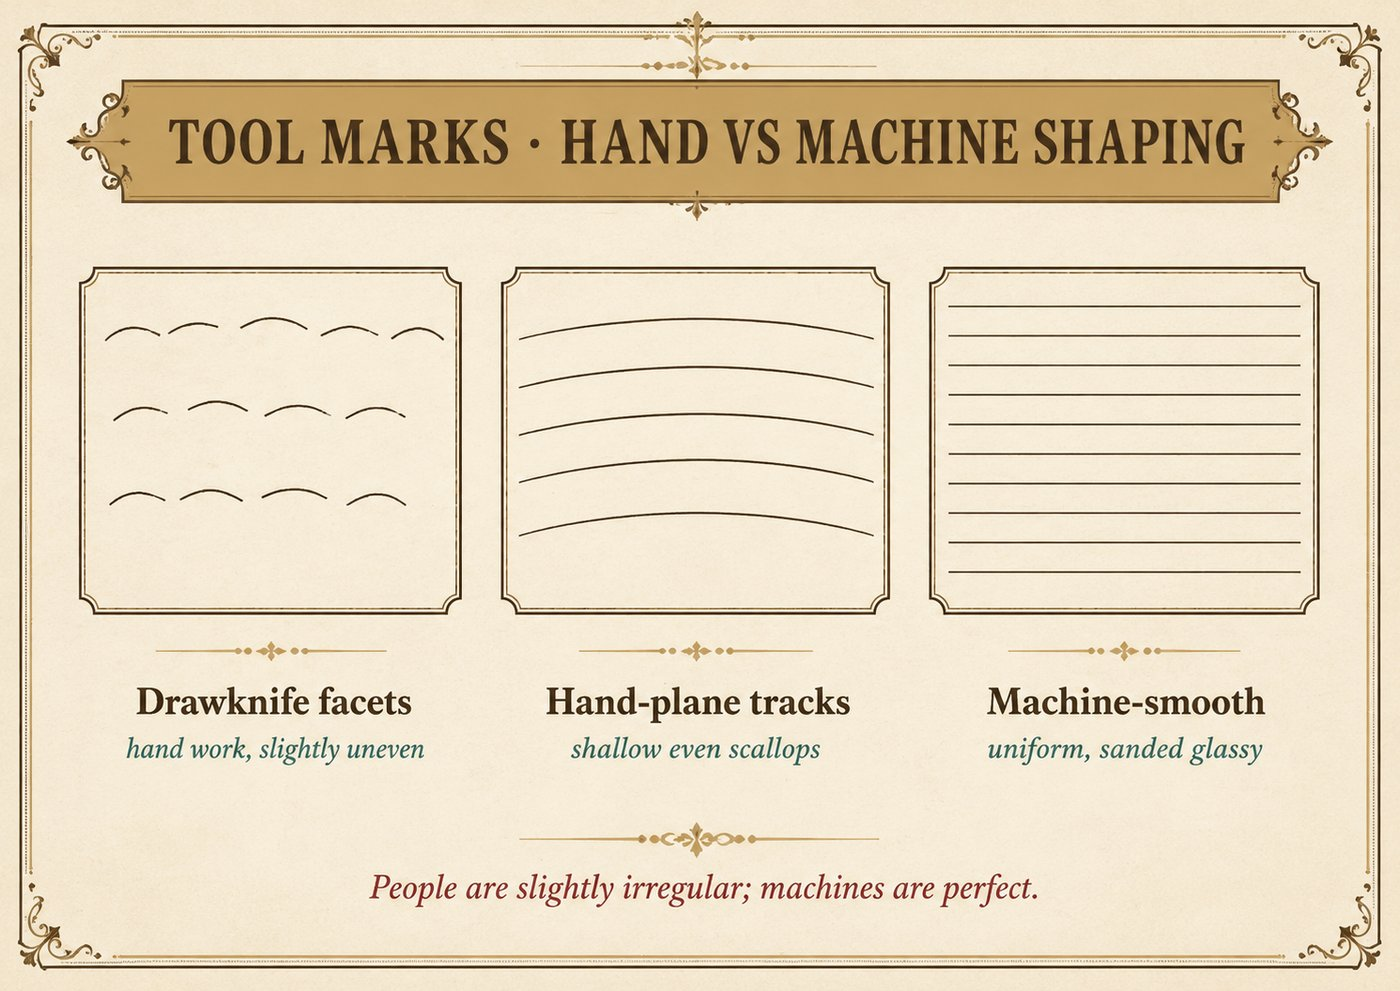 TOOL MARKS · HAND VS MACHINE SHAPING
Drawknife facets
hand work, slightly uneven
Hand-plane tracks
shallow even scallops
Machine-smooth
uniform, sanded glassy
People are slightly irregular; machines are perfect.